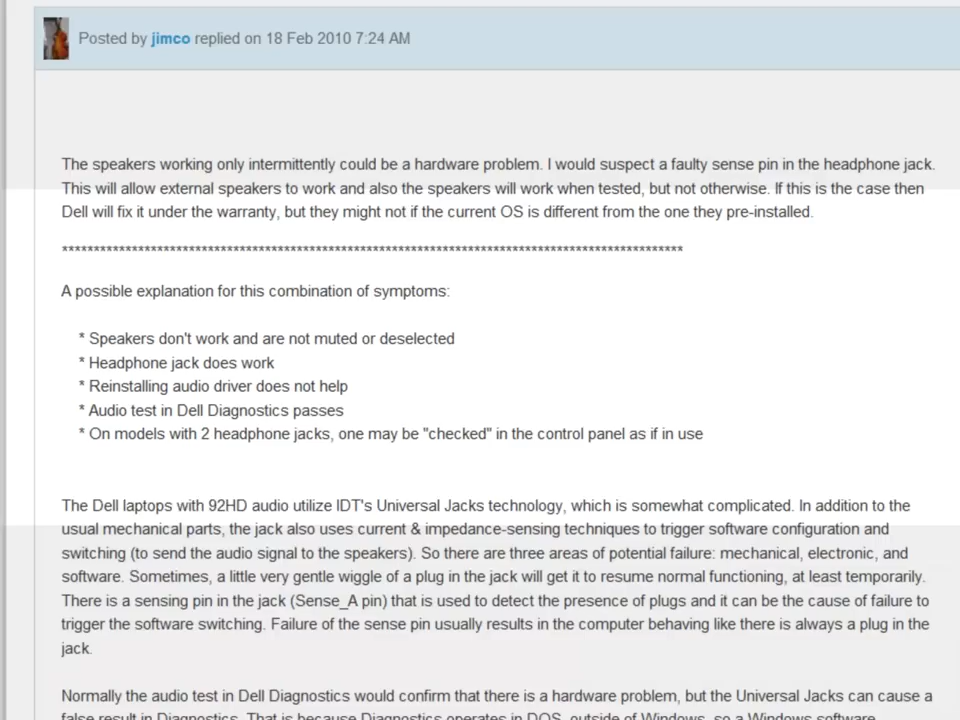 Posted by jimco replied on 18 Feb 2010 7:24 AM
The speakers working only intermittently could be a hardware problem. I would suspect a faulty sense pin in the headphone jack.
This will allow external speakers to work and also the speakers will work when tested, but not otherwise. If this is the case then
Dell will fix it under the warranty, but they might not if the current OS is different from the one they pre-installed.
****************************************************************************************************
A possible explanation for this combination of symptoms:
* Speakers don't work and are not muted or deselected
* Headphone jack does work
* Reinstalling audio driver does not help
* Audio test in Dell Diagnostics passes
* On models with 2 headphone jacks, one may be "checked" in the control panel as if in use
The Dell laptops with 92HD audio utilize IDT's Universal Jacks technology, which is somewhat complicated. In addition to the
usual mechanical parts, the jack also uses current & impedance-sensing techniques to trigger software configuration and
switching (to send the audio signal to the speakers). So there are three areas of potential failure: mechanical, electronic, and
software. Sometimes, a little very gentle wiggle of a plug in the jack will get it to resume normal functioning, at least temporarily.
There is a sensing pin in the jack (Sense_A pin) that is used to detect the presence of plugs and it can be the cause of failure to
trigger the software switching. Failure of the sense pin usually results in the computer behaving like there is always a plug in the
jack.
Normally the audio test in Dell Diagnostics would confirm that there is a hardware problem, but the Universal Jacks can cause a
false result in Diagnostics. That is because Diagnostics operates in DOS, outside of Windows, so a Windows software